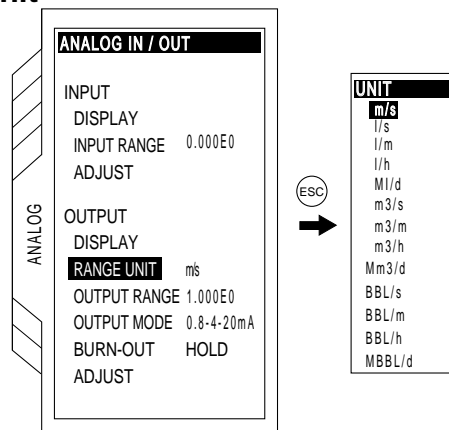 ANALOG IN / OUT
INPUT
DISPLAY
INPUT RANGE 0.000E0
ADJUST
OUTPUT
DISPLAY
RANGE UNIT m/s
OUTPUT RANGE 1.000E0
OUTPUT MODE 0.8-4-20mA
BURN-OUT HOLD
ADJUST
ANALOG
ESC
UNIT
m/s
l/s
l/m
l/h
Ml/d
m3/s
m3/m
m3/h
Mm3/d
BBL/s
BBL/m
BBL/h
MBBL/d